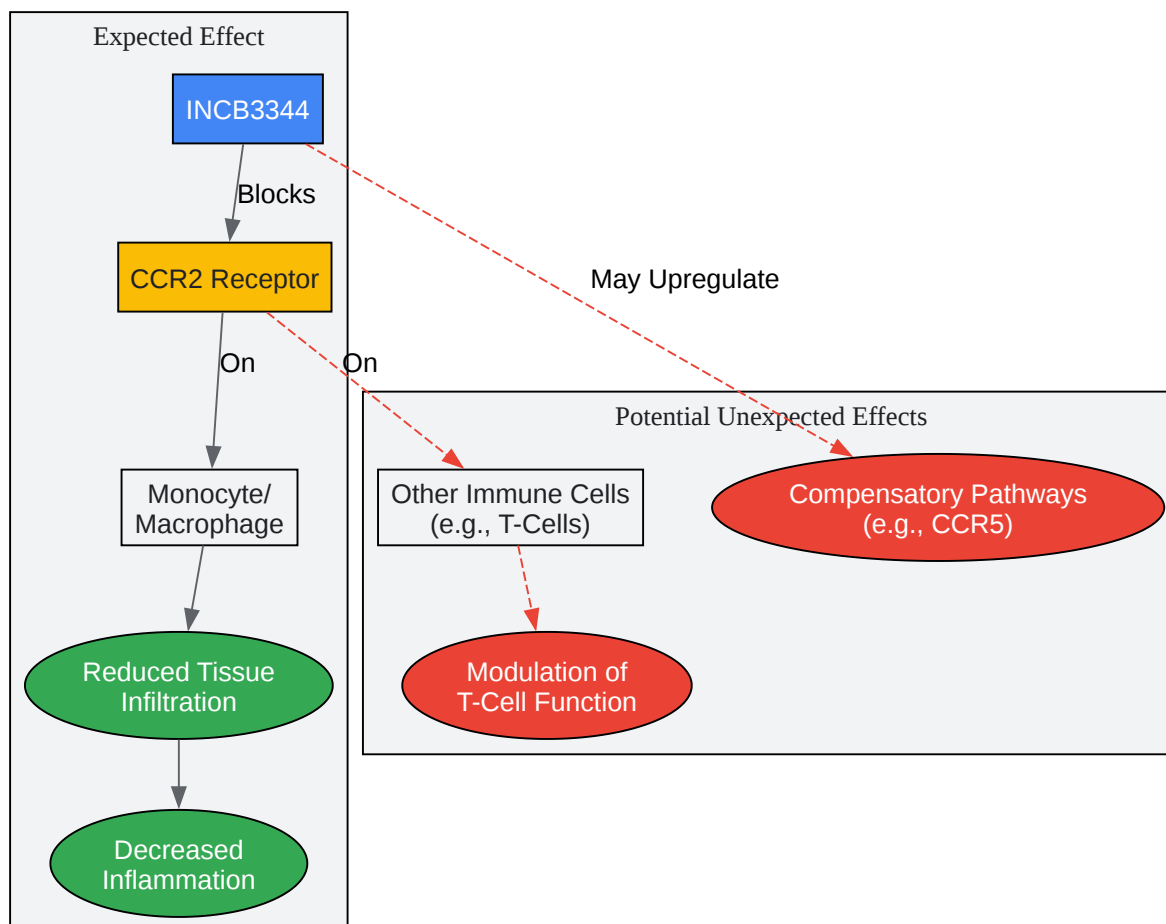 Expected Effect
INCB3344
Blocks
CCR2 Receptor
May Upregulate
On
On
Potential Unexpected Effects
Monocyte/
Macrophage
Other Immune Cells
(e.g., T-Cells)
Compensatory Pathways
(e.g., CCR5)
Reduced Tissue
Infiltration
Modulation of
T-Cell Function
Decreased
Inflammation